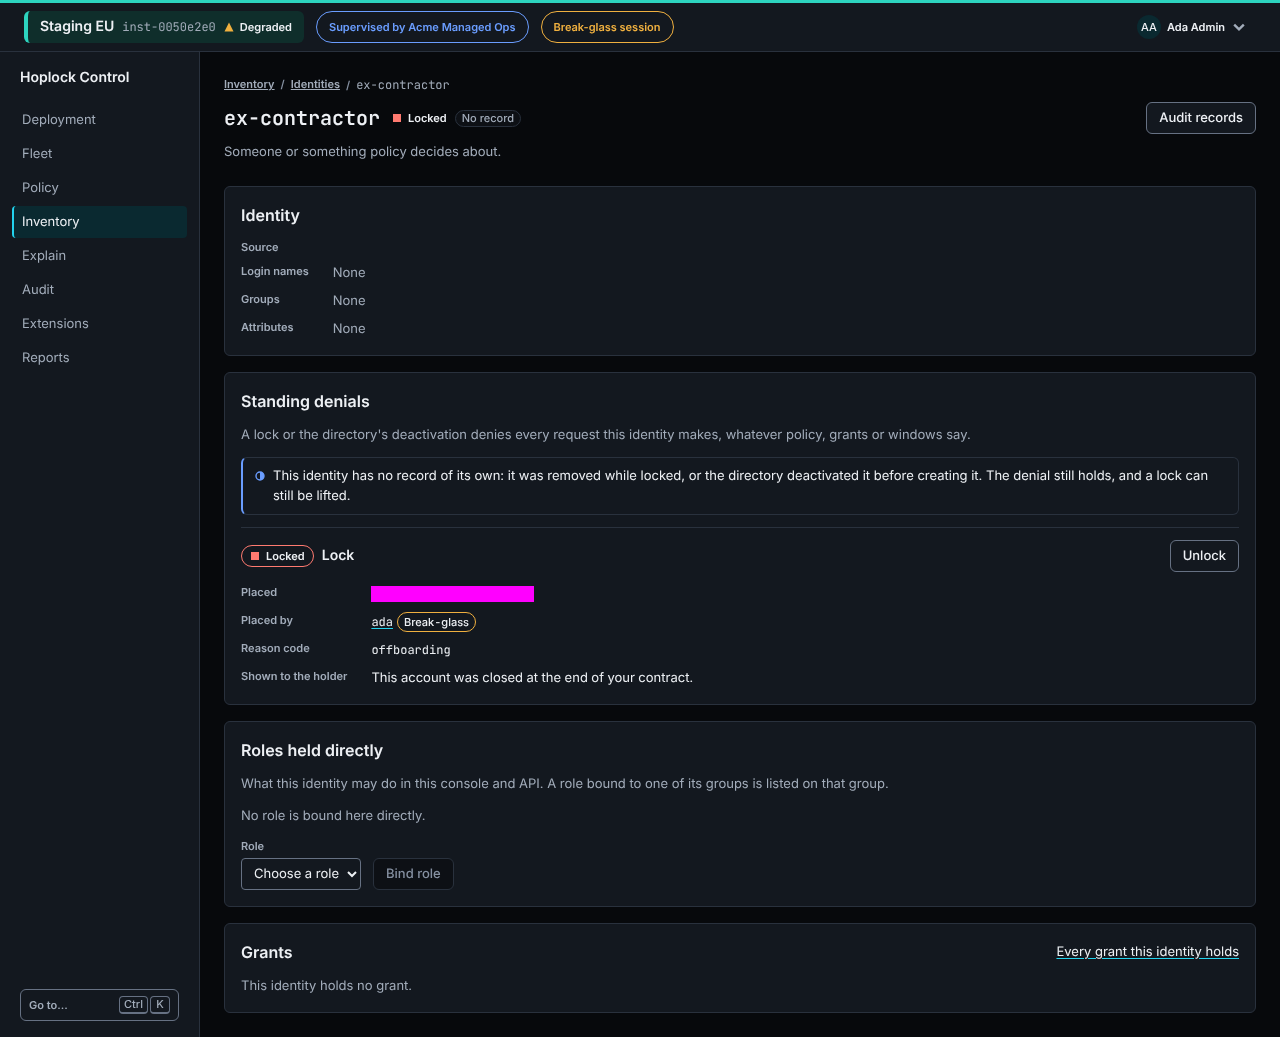 Staging EU inst-0050e2e0 Degraded
Supervised by Acme Managed Ops
Break-glass session
AA Ada Admin
Hoplock Control
Deployment
Fleet
Policy
Inventory
Explain
Audit
Extensions
Reports
Go to...
Ctrl K
Inventory / Identities / ex-contractor
ex-contractor Locked No record
Audit records
Someone or something policy decides about.
Identity
Source
Login names None
Groups None
Attributes None
Standing denials
A lock or the directory's deactivation denies every request this identity makes, whatever policy, grants or windows say.
This identity has no record of its own: it was removed while locked, or the directory deactivated it before creating it. The denial still holds, and a lock can
still be lifted.
Locked Lock
Unlock
Placed
Placed by ada Break-glass
Reason code offboarding
Shown to the holder This account was closed at the end of your contract.
Roles held directly
What this identity may do in this console and API. A role bound to one of its groups is listed on that group.
No role is bound here directly.
Role
Choose a role Bind role
Grants
Every grant this identity holds
This identity holds no grant.